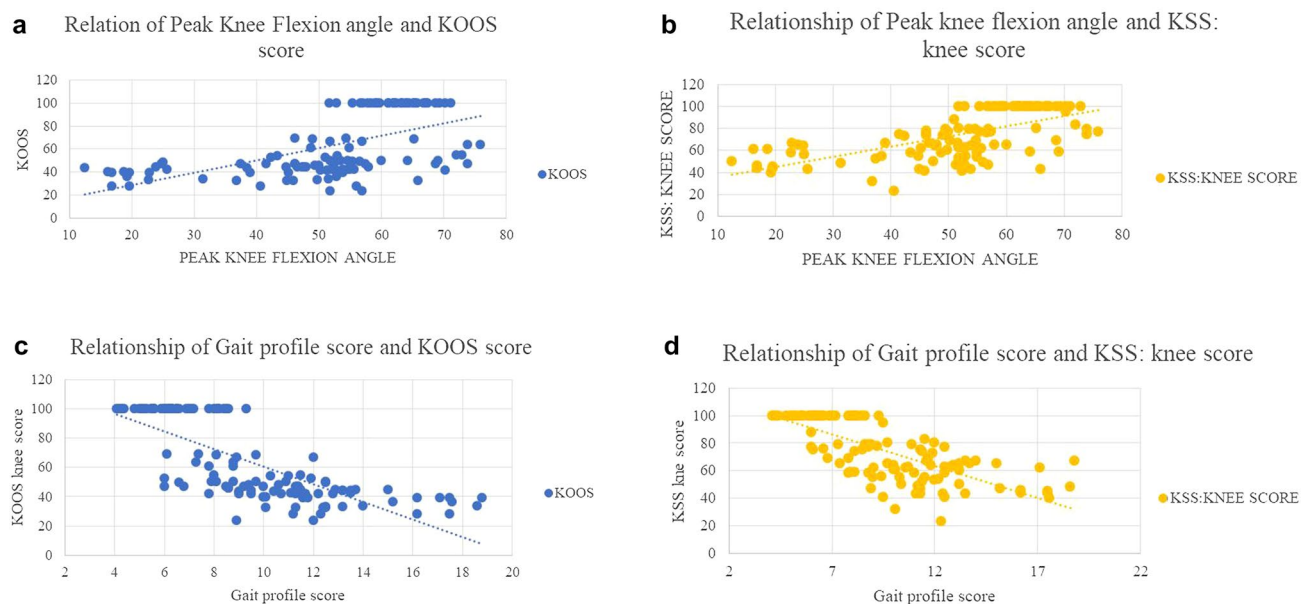 a
Relation of Peak Knee Flexion angle and KOOS
score
120
100
80
60
40
20
0
KOOS
10 20 30 40 50 60 70 80
PEAK KNEE FLEXION ANGLE
KOOS
b
Relationship of Peak knee flexion angle and KSS:
knee score
120
100
80
60
40
20
0
KSS: KNEE SCORE
10 20 30 40 50 60 70 80
PEAK KNEE FLEXION ANGLE
KSS:KNEE SCORE
c
Relationship of Gait profile score and KOOS score
120
100
80
60
40
20
0
KOOS knee score
2 4 6 8 10 12 14 16 18 20
Gait profile score
KOOS
d
Relationship of Gait profile score and KSS: knee score
120
100
80
60
40
20
0
KSS kne score
2 7 12 17 22
Gait profile score
KSS:KNEE SCORE